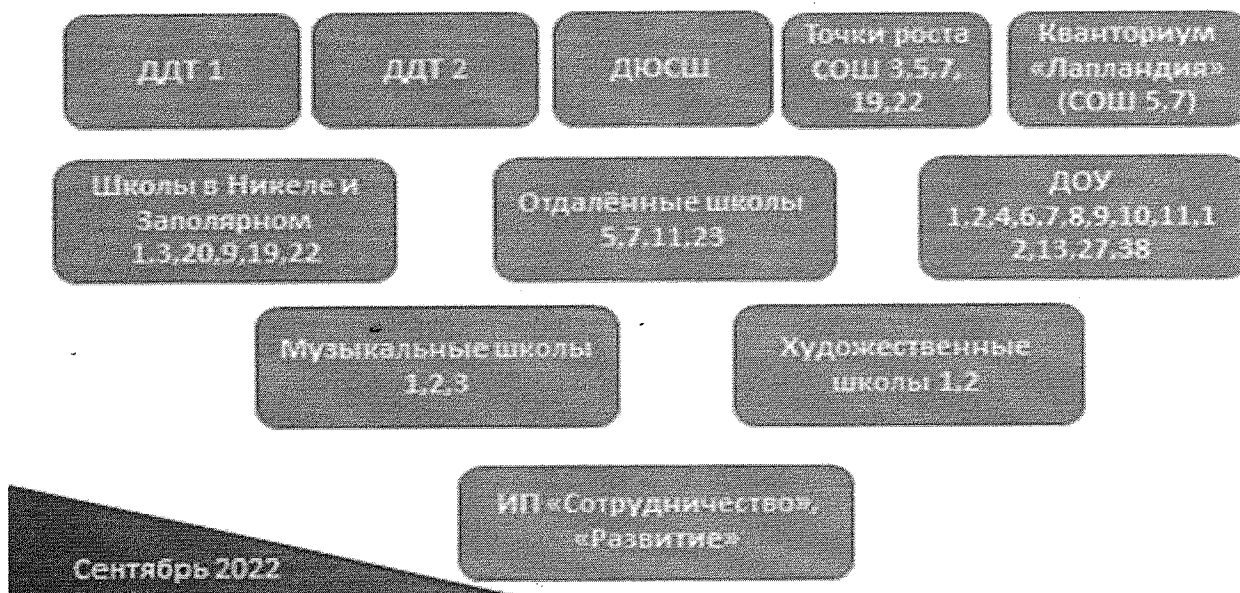 ДДТ 1
ДДТ 2
ДЮСШ
Точки роста
СОШ 3,5,7,
19,22
Кванториум
«Лапландия»
(СОШ 5,7)
Школы в Никеле и
Заполярном
1,3,20,9,19,22
Отдалённые школы
5,7,11,23
ДОУ
1,2,4,6,7,8,9,10,11,1
2,13,27,38
Музыкальные школы
1,2,3
Художественные
школы 1,2
ИП «Сотрудничество»,
«Развитие»
Сентябрь 2022